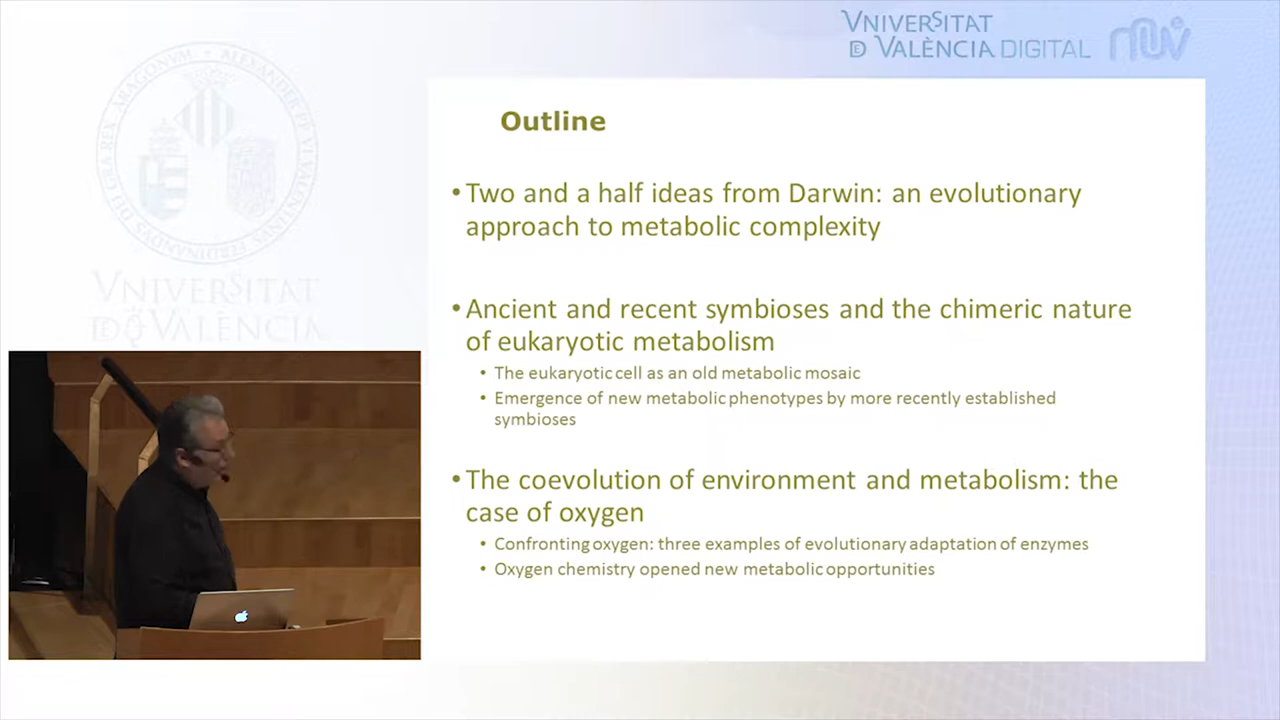 VNIVERSITAT
DE VALÈNCIA DIGITAL
VNIVERSITAT
DE VALÈNCIA
Outline
• Two and a half ideas from Darwin: an evolutionary
approach to metabolic complexity
• Ancient and recent symbioses and the chimeric nature
of eukaryotic metabolism
• The eukaryotic cell as an old metabolic mosaic
• Emergence of new metabolic phenotypes by more recently established
symbioses
• The coevolution of environment and metabolism: the
case of oxygen
• Confronting oxygen: three examples of evolutionary adaptation of enzymes
• Oxygen chemistry opened new metabolic opportunities